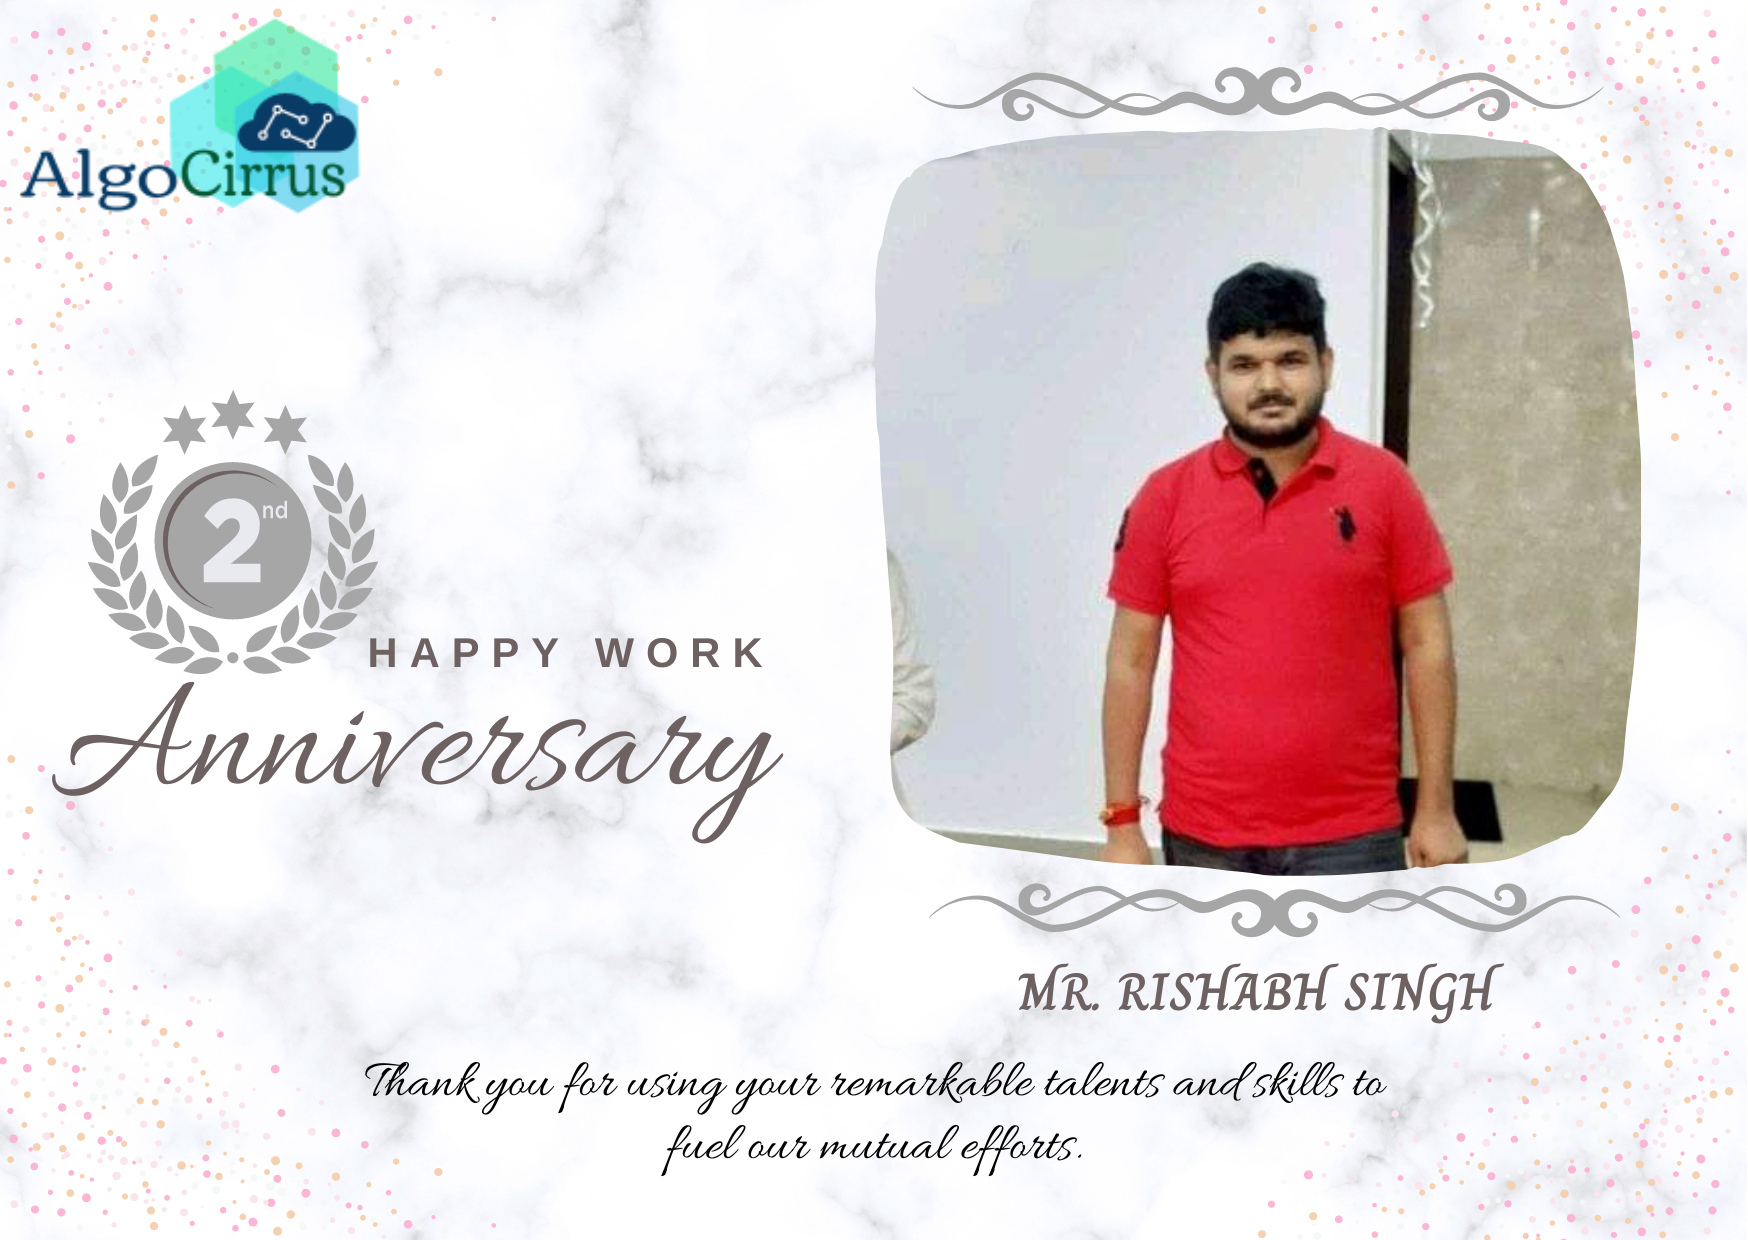 AlgoCirrus
2nd
HAPPY WORK
Anniversary
MR. RISHABH SINGH
Thank you for using your remarkable talents and skills to
fuel our mutual efforts.